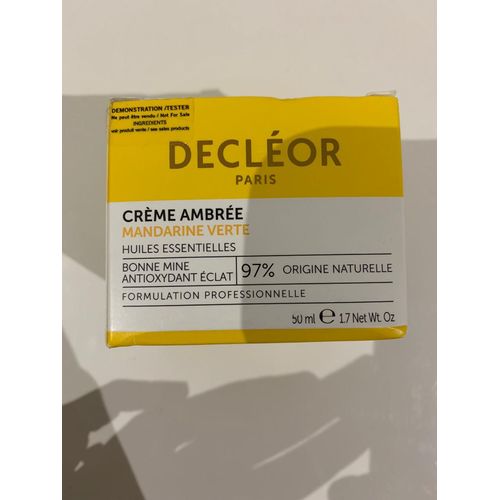 DEMONSTRATION /TESTER
Ne peut-être vendu / Not For Sale
INGREDIENTS
voir produit vente / see sales products
DECLÉOR
PARIS
CRÈME AMBRÉE
MANDARINE VERTE
HUILES ESSENTIELLES
BONNE MINE
ANTIOXYDANT ÉCLAT
97% ORIGINE NATURELLE
FORMULATION PROFESSIONNELLE
50 ml ℮ 1.7 Net Wt. Oz